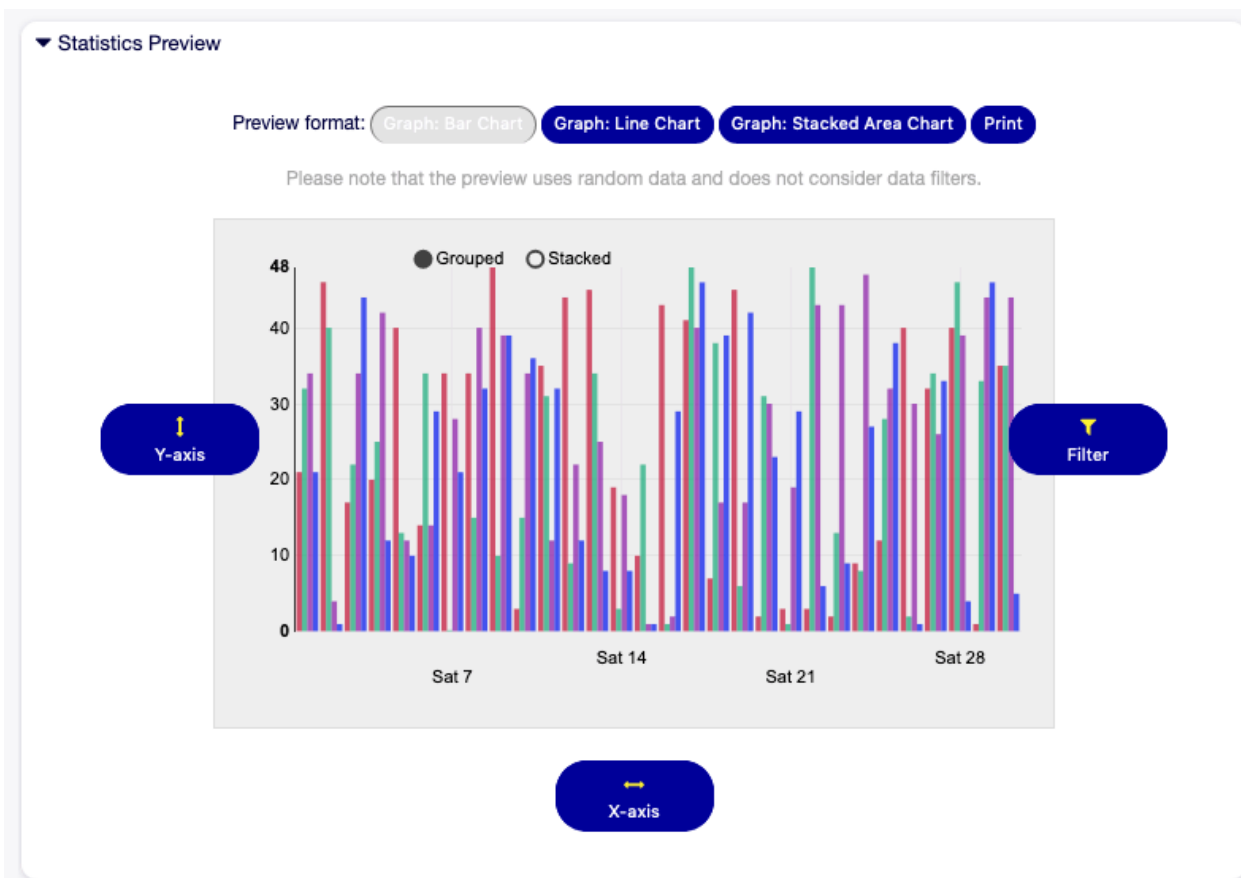 Statistics Preview
Preview format: Graph: Bar Chart Graph: Line Chart Graph: Stacked Area Chart Print
Please note that the preview uses random data and does not consider data filters.
Grouped Stacked
48
40
30
20
10
0
Y-axis
Filter
Sat 7
Sat 14
Sat 21
Sat 28
X-axis